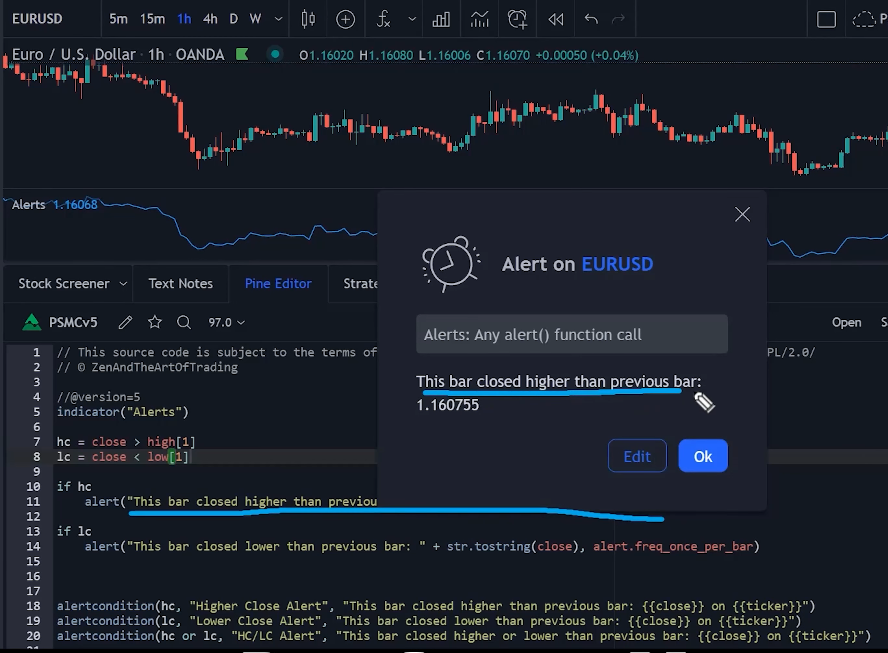 EURUSD 5m 15m 1h 4h D W
Euro / U.S. Dollar · 1h · OANDA O1.16020 H1.16080 L1.16006 C1.16070 +0.00050 (+0.04%)
Alerts 1.16068
Alert on EURUSD
Alerts: Any alert() function call
This bar closed higher than previous bar:
1.160755
Edit Ok
Stock Screener Text Notes Pine Editor Strate
PSMCv5 97.0 Open S
1 // This source code is subject to the terms of PL/2.0/
2 // © ZenAndTheArtOfTrading
3
4 //@version=5
5 indicator("Alerts")
6
7 hc = close > high[1]
8 lc = close < low[1]
9
10 if hc
11 alert("This bar closed higher than previou
12
13 if lc
14 alert("This bar closed lower than previous bar: " + str.tostring(close), alert.freq_once_per_bar)
15
16
17
18 alertcondition(hc, "Higher Close Alert", "This bar closed higher than previous bar: {{close}} on {{ticker}}")
19 alertcondition(lc, "Lower Close Alert", "This bar closed lower than previous bar: {{close}} on {{ticker}}")
20 alertcondition(hc or lc, "HC/LC Alert", "This bar closed higher or lower than previous bar: {{close}} on {{ticker}}")